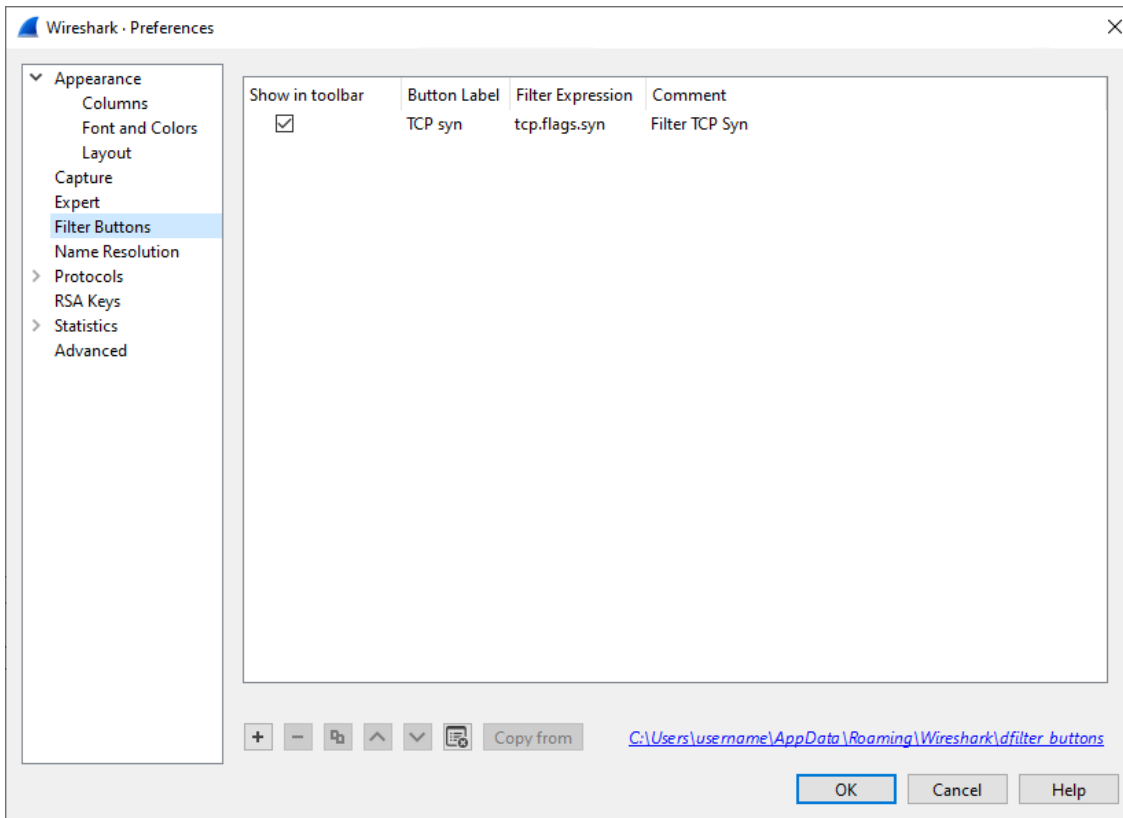 Wireshark · Preferences
Appearance
Columns
Font and Colors
Layout
Capture
Expert
Filter Buttons
Name Resolution
Protocols
RSA Keys
Statistics
Advanced
Show in toolbar Button Label Filter Expression Comment
TCP syn tcp.flags.syn Filter TCP Syn
Copy from C:\Users\username\AppData\Roaming\Wireshark\dfilter_buttons
OK Cancel Help